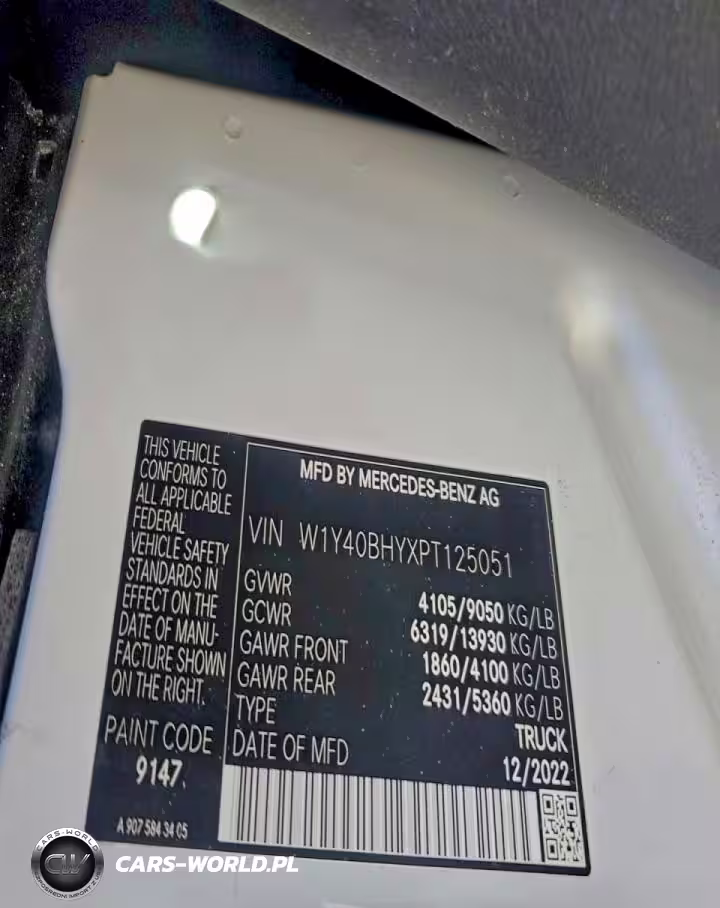 THIS VEHICLE
CONFORMS TO
ALL APPLICABLE
FEDERAL
VEHICLE SAFETY
STANDARDS IN
EFFECT ON THE
DATE OF MANU-
FACTURE SHOWN
ON THE RIGHT.
PAINT CODE
9147
A 907 584 34 05
MFD BY MERCEDES-BENZ AG
VIN W1Y40BHYXPT125051
GVWR 4105/9050 KG/LB
GCWR 6319/13930 KG/LB
GAWR FRONT 1860/4100 KG/LB
GAWR REAR 2431/5360 KG/LB
TYPE TRUCK
DATE OF MFD 12/2022
CARS-WORLD
CW
CARS-WORLD.PL